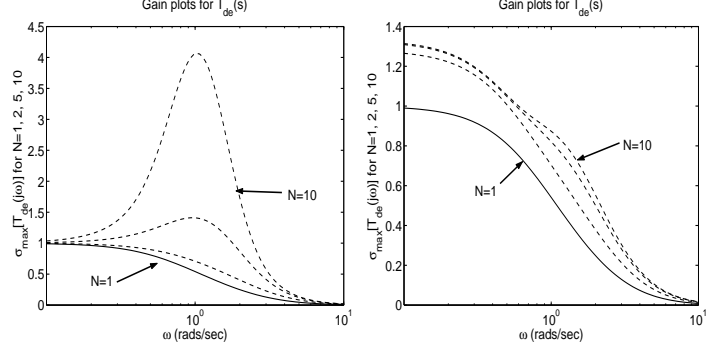 Gain plots for T_de(s)
4.5
4
3.5
3
2.5
2
1.5
1
0.5
0
σ_max[T_de(jω)] for N=1, 2, 5, 10
N=10
N=1
10^0
10^1
ω (rads/sec)
Gain plots for T_de(s)
1.4
1.2
1
0.8
0.6
0.4
0.2
0
σ_max[T_de(jω)] for N=1, 2, 5, 10
N=10
N=1
10^0
10^1
ω (rads/sec)